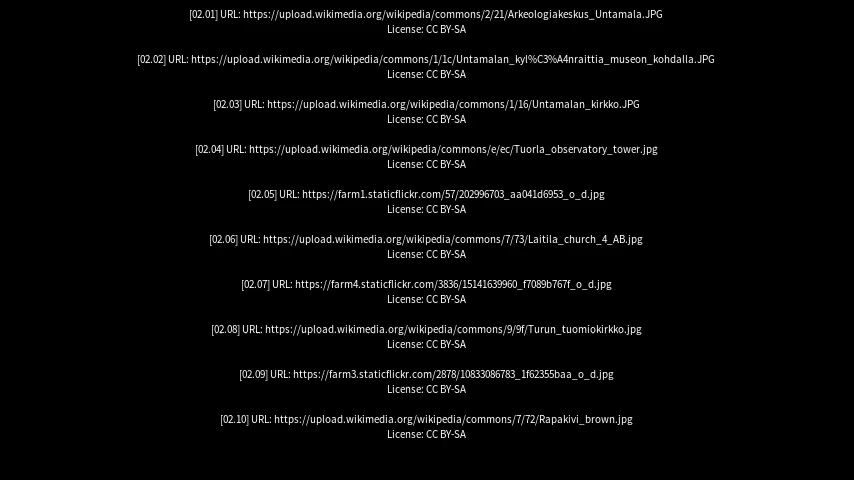 [02.01] URL: https://upload.wikimedia.org/wikipedia/commons/2/21/Arkeologiakeskus_Untamala.JPG
License: CC BY-SA
[02.02] URL: https://upload.wikimedia.org/wikipedia/commons/1/1c/Untamalan_kyl%C3%A4nraittia_museon_kohdalla.JPG
License: CC BY-SA
[02.03] URL: https://upload.wikimedia.org/wikipedia/commons/1/16/Untamalan_kirkko.JPG
License: CC BY-SA
[02.04] URL: https://upload.wikimedia.org/wikipedia/commons/e/ec/Tuorla_observatory_tower.jpg
License: CC BY-SA
[02.05] URL: https://farm1.staticflickr.com/57/202996703_aa041d6953_o_d.jpg
License: CC BY-SA
[02.06] URL: https://upload.wikimedia.org/wikipedia/commons/7/73/Laitila_church_4_AB.jpg
License: CC BY-SA
[02.07] URL: https://farm4.staticflickr.com/3836/15141639960_f7089b767f_o_d.jpg
License: CC BY-SA
[02.08] URL: https://upload.wikimedia.org/wikipedia/commons/9/9f/Turun_tuomiokirkko.jpg
License: CC BY-SA
[02.09] URL: https://farm3.staticflickr.com/2878/10833086783_1f62355baa_o_d.jpg
License: CC BY-SA
[02.10] URL: https://upload.wikimedia.org/wikipedia/commons/7/72/Rapakivi_brown.jpg
License: CC BY-SA